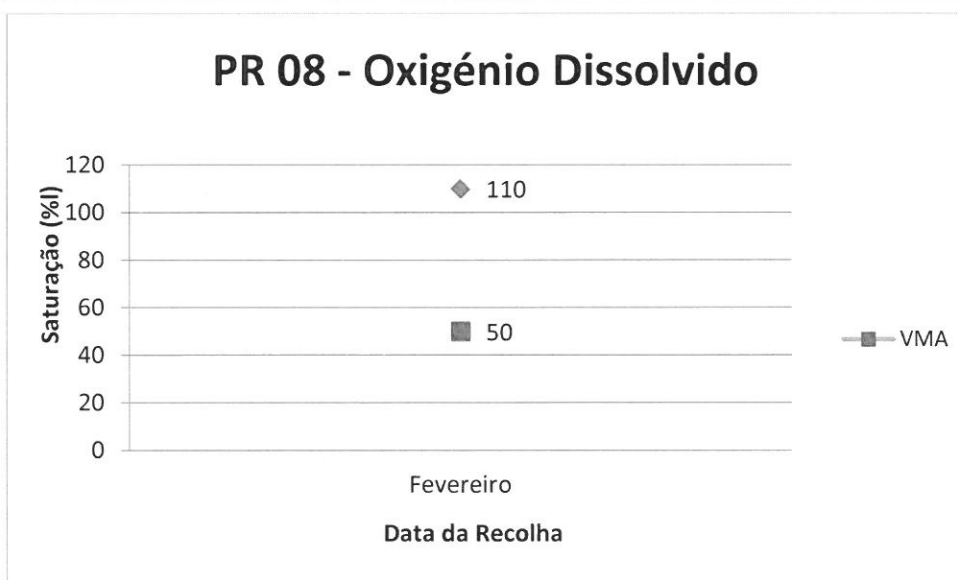 PR 08 - Oxigénio Dissolvido
Saturação (%l)
120
100
80
60
40
20
0
110
50
VMA
Fevereiro
Data da Recolha